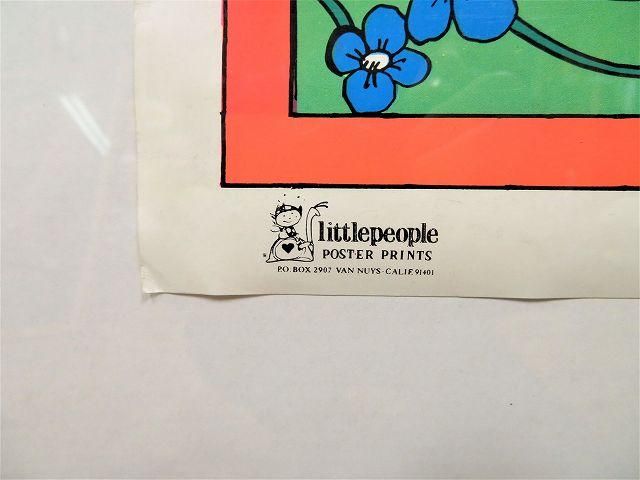 littlepeople
POSTER PRINTS
P.O. BOX 2907 VAN NUYS - CALIF. 91401